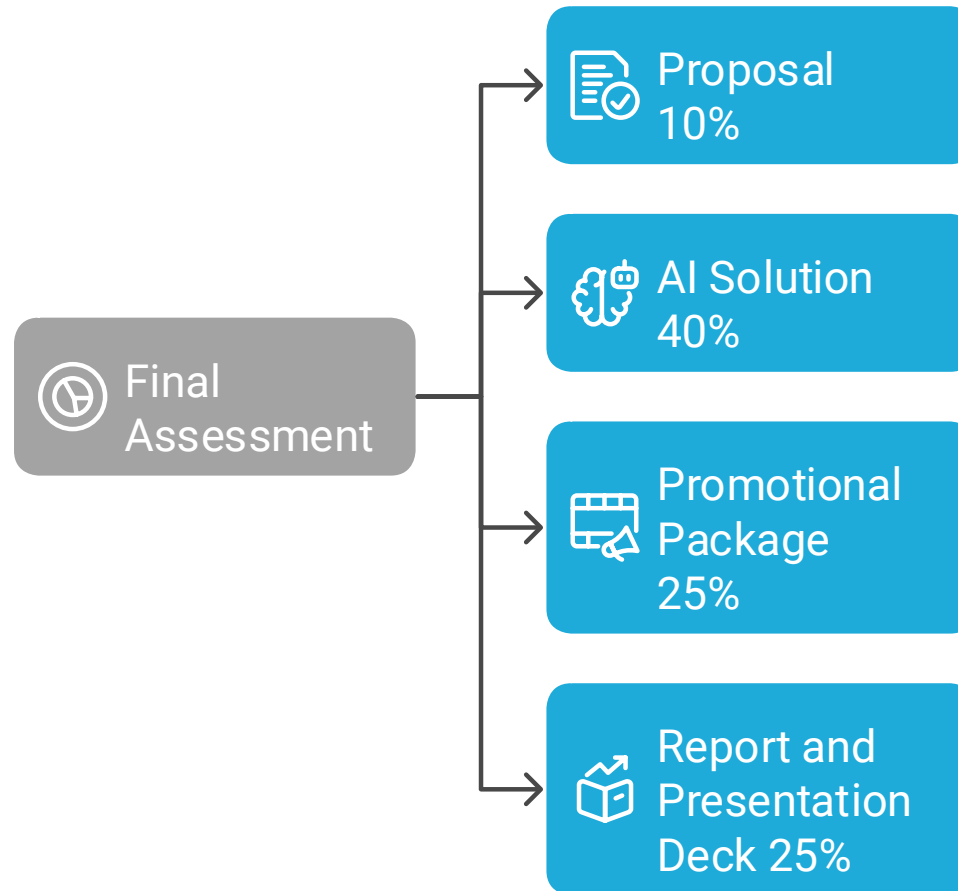 Final
Assessment
Proposal
10%
AI Solution
40%
Promotional
Package
25%
Report and
Presentation
Deck 25%